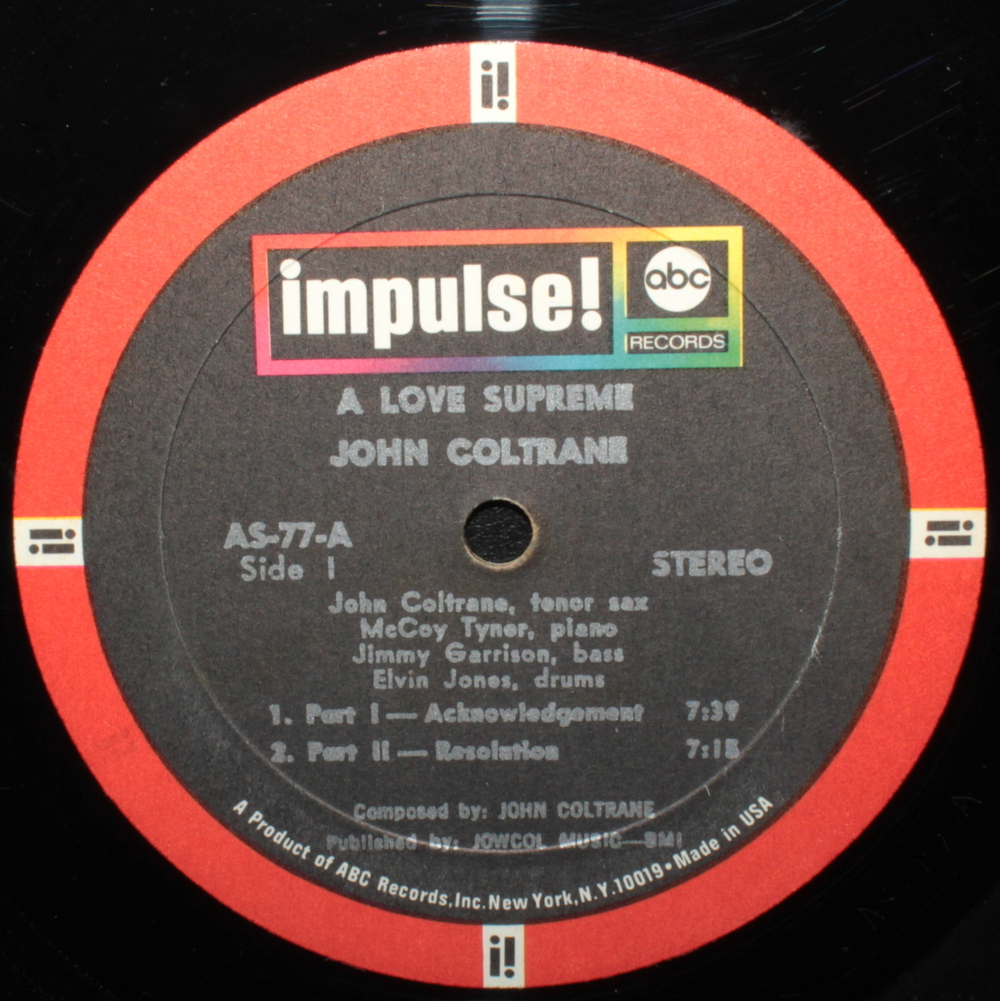 i!
impulse!
abc
RECORDS
A LOVE SUPREME
JOHN COLTRANE
AS-77-A
Side 1
STEREO
John Coltrane, tenor sax
McCoy Tyner, piano
Jimmy Garrison, bass
Elvin Jones, drums
1. Part I — Acknowledgement 7:39
2. Part II — Resolution 7:15
Composed by: JOHN COLTRANE
Published by: JOWCOL MUSIC—BMI
A Product of ABC Records,Inc.New York,N.Y.10019•Made in USA
i!
i!
i!